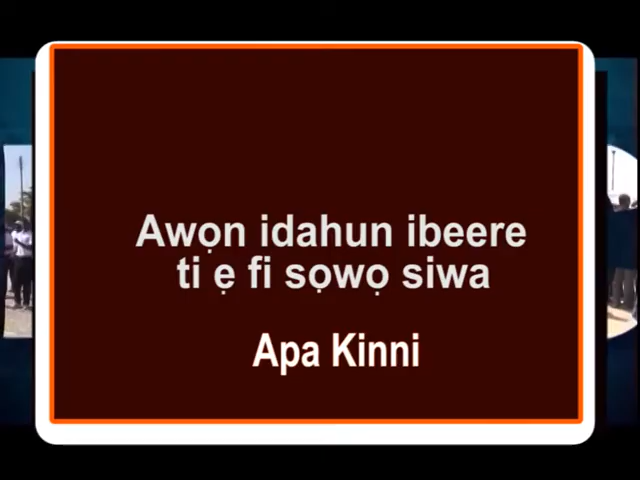 Awọn idahun ibeere
ti ẹ fi sọwọ siwa
Apa Kinni